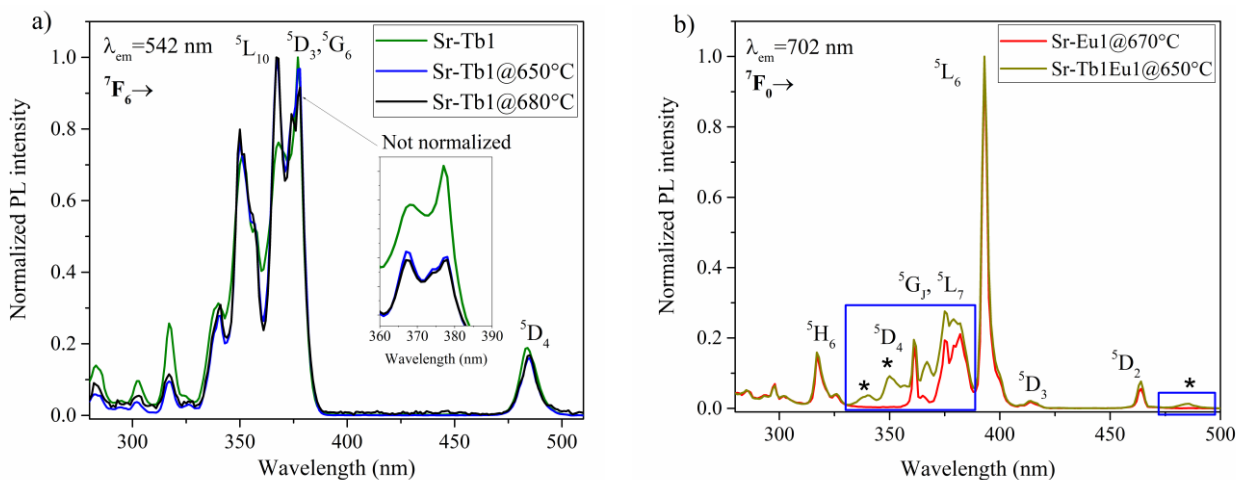 a)
λem=542 nm
⁷F₆→
⁵L₁₀
⁵D₃,⁵G₆
Sr-Tb1
Sr-Tb1@650°C
Sr-Tb1@680°C
Not normalized
360 370 380 390
Wavelength (nm)
⁵D₄
1.0
0.8
0.6
0.4
0.2
0.0
Normalized PL intensity
300 350 400 450 500
Wavelength (nm)
b)
λem=702 nm
⁷F₀→
Sr-Eu1@670°C
Sr-Tb1Eu1@650°C
⁵L₆
⁵G_J, ⁵L₇
⁵H₆
⁵D₄
*
*
⁵D₃
⁵D₂
*
1.0
0.8
0.6
0.4
0.2
0.0
Normalized PL intensity
300 350 400 450 500
Wavelength (nm)